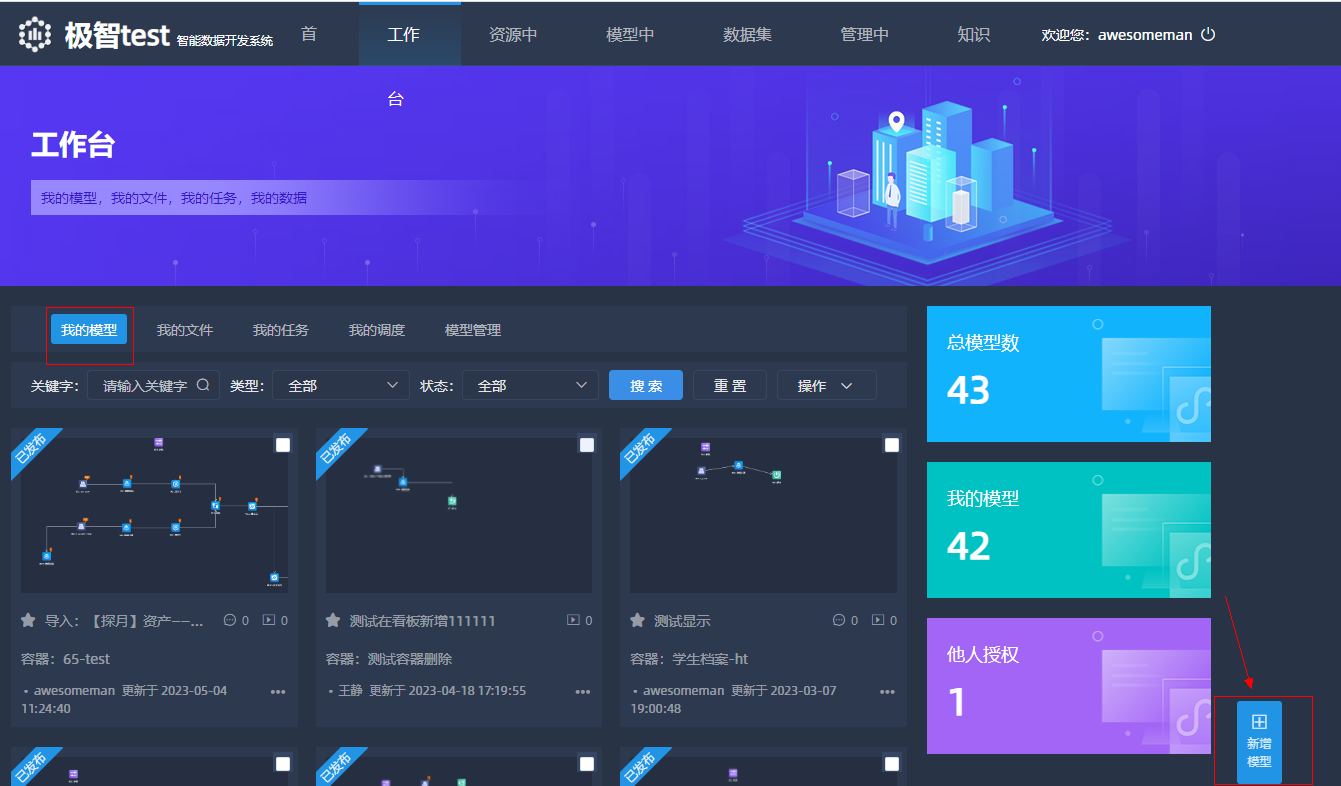 极智test 智能数据开发系统 首 工作 资源中 模型中 数据集 管理中 知识 欢迎您：awesomeman
台
工作台
我的模型，我的文件，我的任务，我的数据
我的模型 我的文件 我的任务 我的调度 模型管理
关键字： 请输入关键字 类型： 全部 状态： 全部 搜 索 重 置 操作
总模型数
43
我的模型
42
他人授权
1
已发布 已发布 已发布
导入：【探月】资产——... 0 0 测试在看板新增111111 0 测试显示 0 0
容器：65-test 容器：测试容器删除 容器：学生档案-ht
• awesomeman 更新于 2023-05-04 ••• • 王静 更新于 2023-04-18 17:19:55 ••• • awesomeman 更新于 2023-03-07 •••
11:24:40 19:00:48
已发布 已发布 已发布
新增
模型